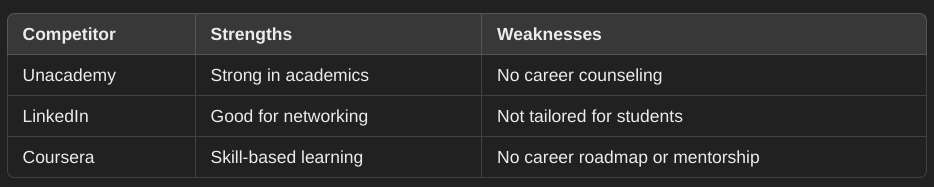 Competitor Strengths Weaknesses
Unacademy Strong in academics No career counseling
LinkedIn Good for networking Not tailored for students
Coursera Skill-based learning No career roadmap or mentorship